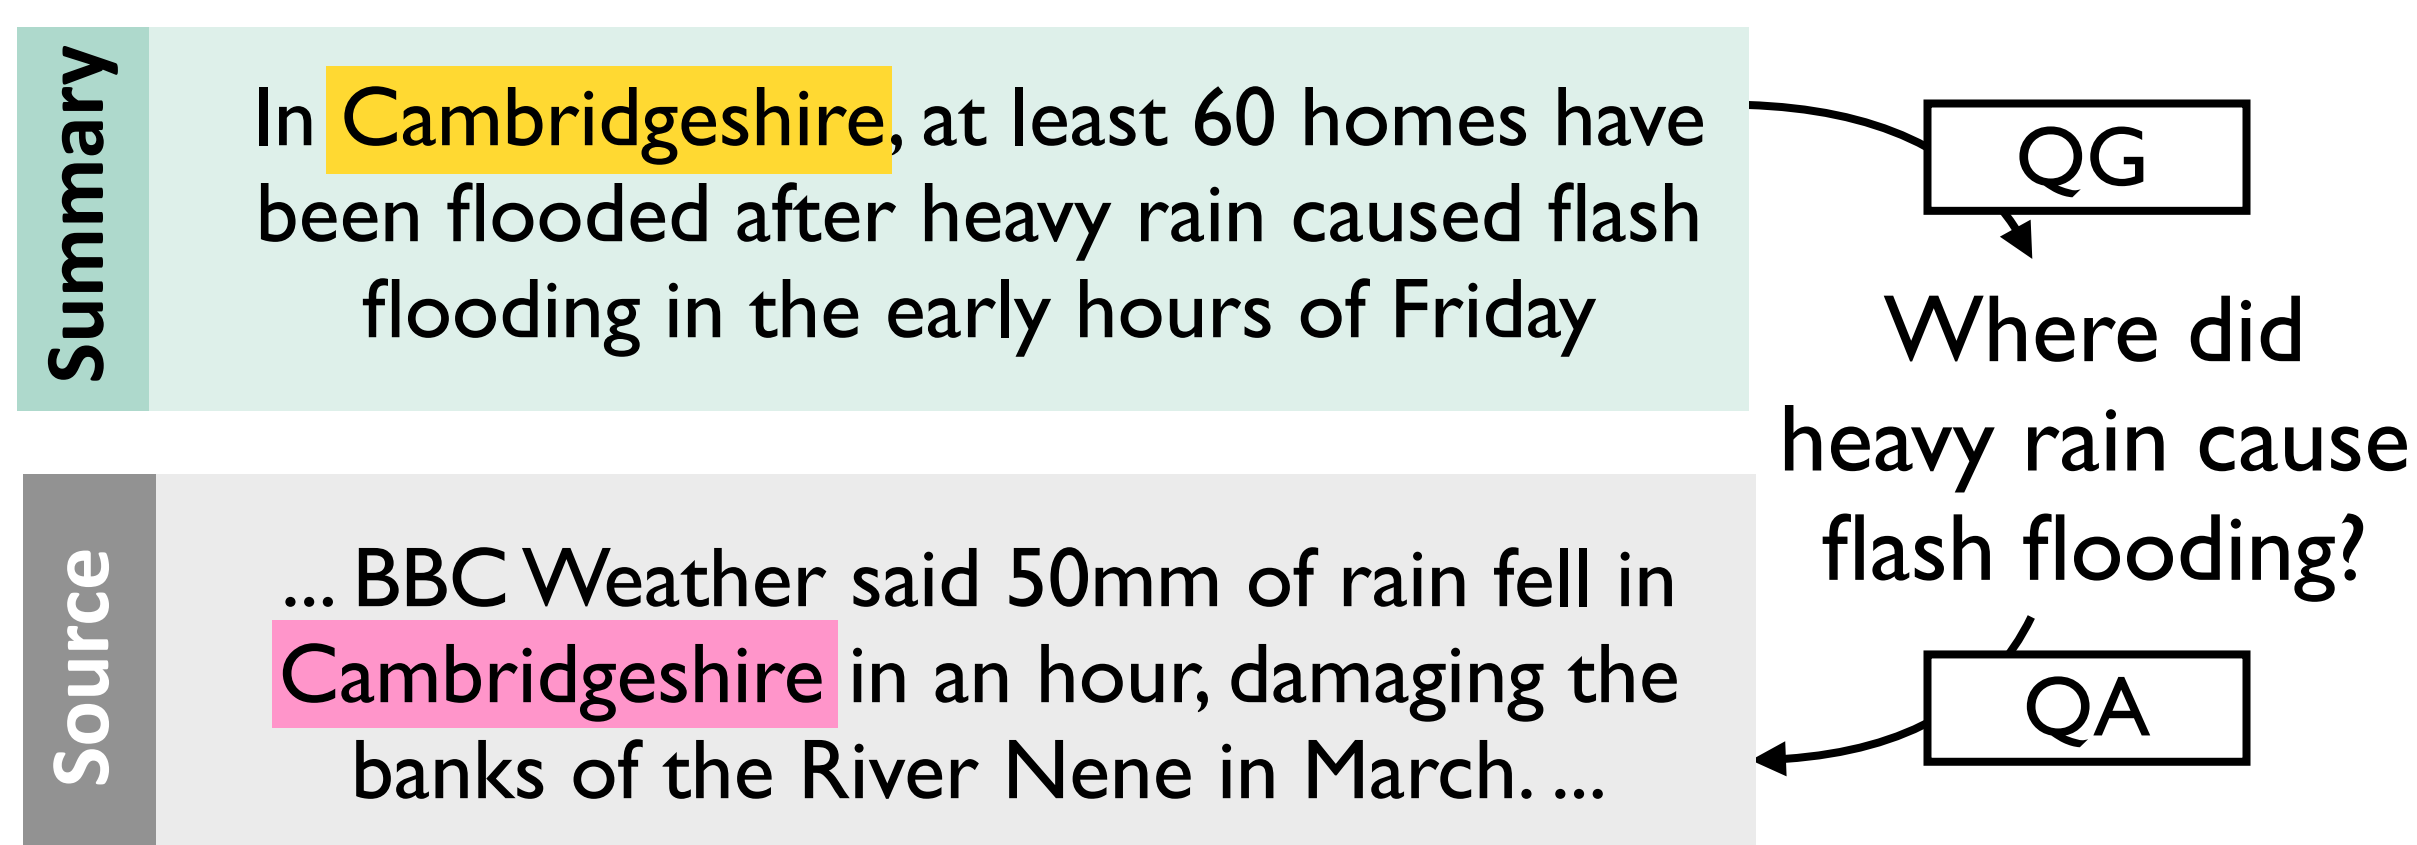 Summary
In Cambridgeshire, at least 60 homes have
been flooded after heavy rain caused flash
flooding in the early hours of Friday
QG
Where did
heavy rain cause
flash flooding?
QA
Source
... BBC Weather said 50mm of rain fell in
Cambridgeshire in an hour, damaging the
banks of the River Nene in March. ...